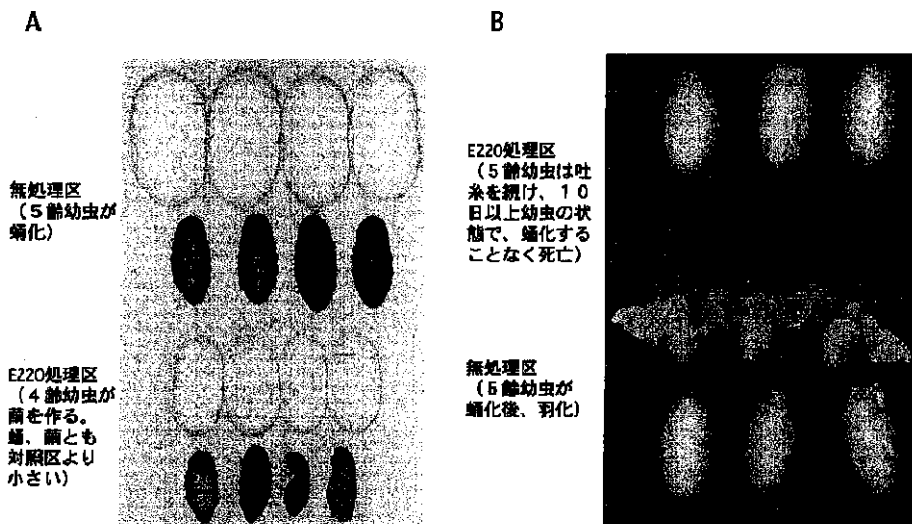 A
無処理区
(5齢幼虫が
蛹化)
E220処理区
(4齢幼虫が
繭を作る。
蛹、繭とも
対照区より
小さい)
B
E220処理区
(5齢幼虫は吐
糸を続け、10
日以上幼虫の状
態で、蛹化する
ことなく死亡)
無処理区
(5齢幼虫が
蛹化後、羽化)